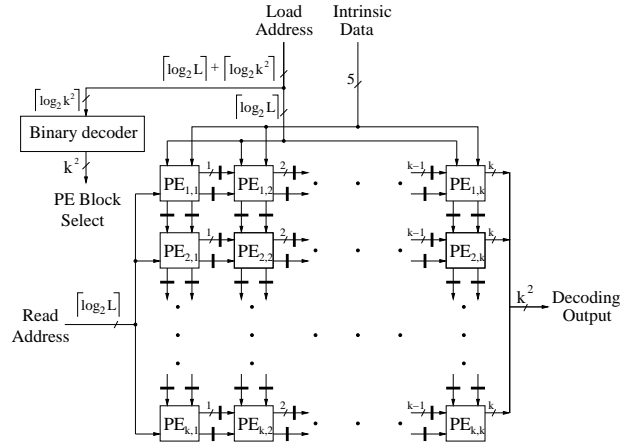 Load Address
Intrinsic Data
⌈log₂L⌉ + ⌈log₂k²⌉
5
⌈log₂k²⌉
⌈log₂L⌉
Binary decoder
k²
PE Block Select
PE₁,₁ 1 PE₁,₂ 2 k−1 PE₁,ₖ k
PE₂,₁ 1 PE₂,₂ 2 k−1 PE₂,ₖ k
Read Address
⌈log₂L⌉
k²
Decoding Output
PEₖ,₁ 1 PEₖ,₂ 2 k−1 PEₖ,ₖ k